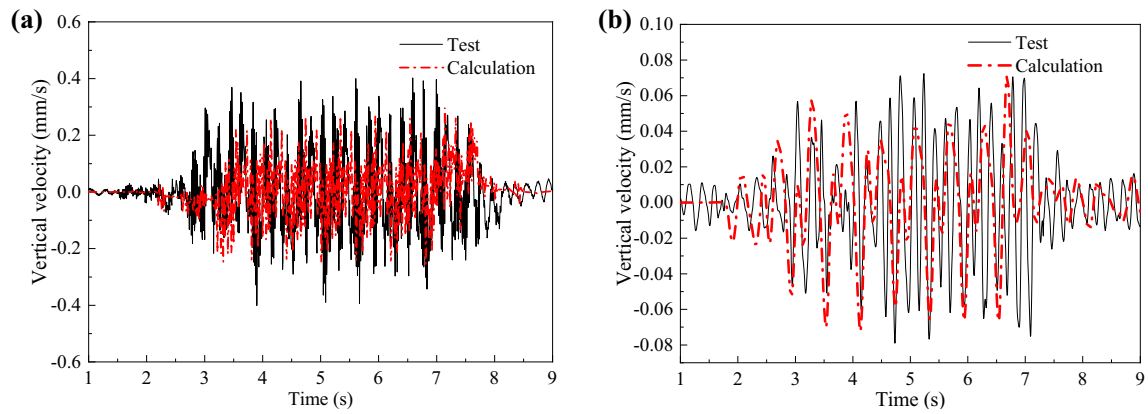 (a)
0.6
0.4
0.2
0.0
-0.2
-0.4
-0.6
Vertical velocity (mm/s)
Test
Calculation
1 2 3 4 5 6 7 8 9
Time (s)
(b)
0.10
0.08
0.06
0.04
0.02
0.00
-0.02
-0.04
-0.06
-0.08
Vertical velocity (mm/s)
Test
Calculation
1 2 3 4 5 6 7 8 9
Time (s)